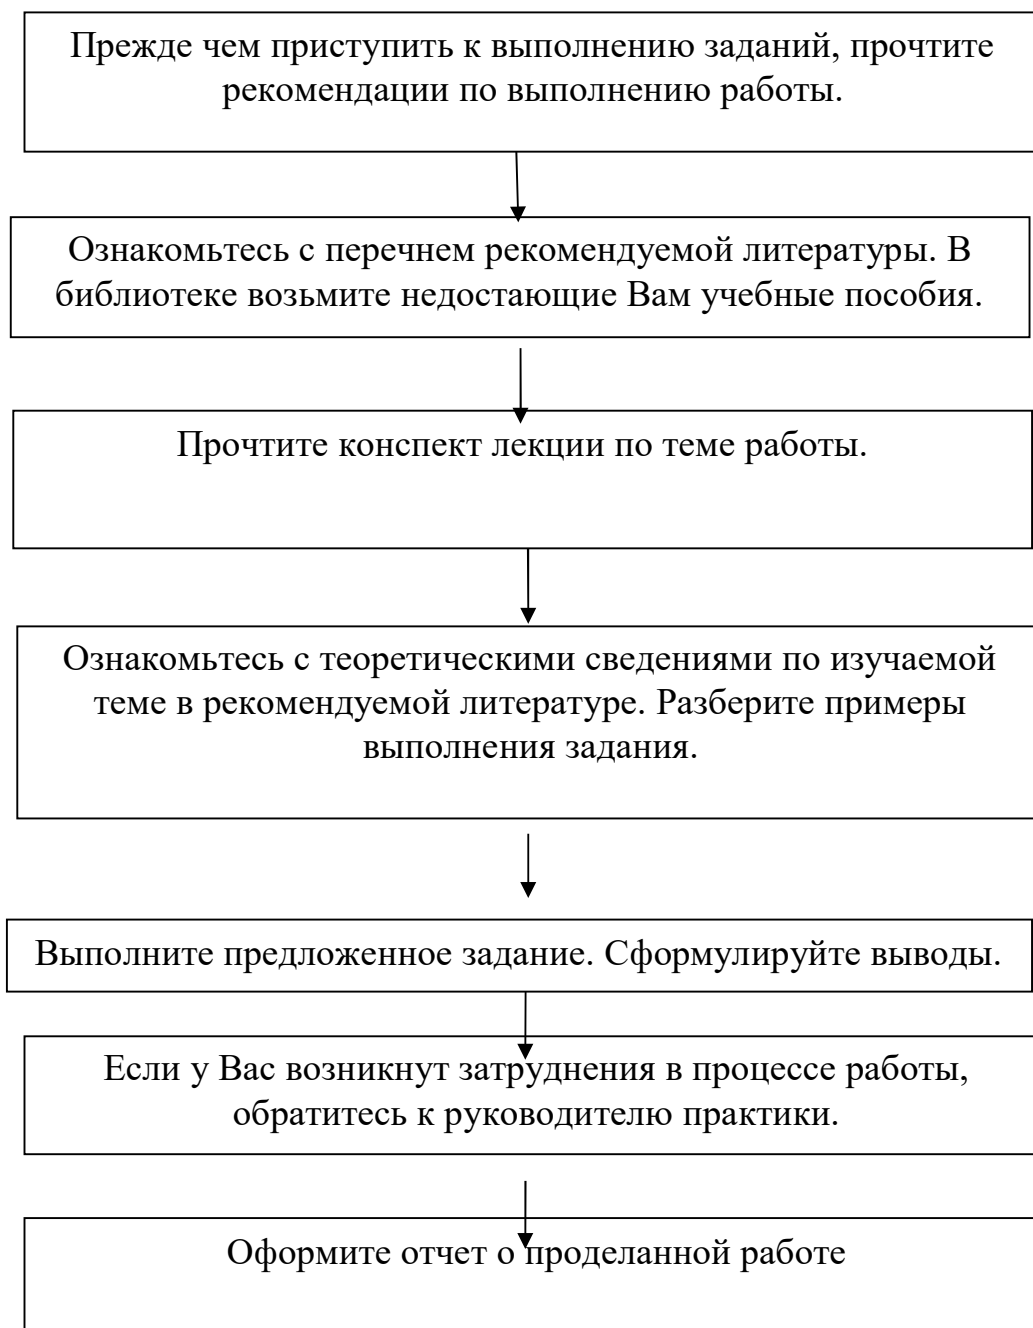 Прежде чем приступить к выполнению заданий, прочтите
рекомендации по выполнению работы.
Ознакомьтесь с перечнем рекомендуемой литературы. В
библиотеке возьмите недостающие Вам учебные пособия.
Прочтите конспект лекции по теме работы.
Ознакомьтесь с теоретическими сведениями по изучаемой
теме в рекомендуемой литературе. Разберите примеры
выполнения задания.
Выполните предложенное задание. Сформулируйте выводы.
Если у Вас возникнут затруднения в процессе работы,
обратитесь к руководителю практики.
Оформите отчет о проделанной работе